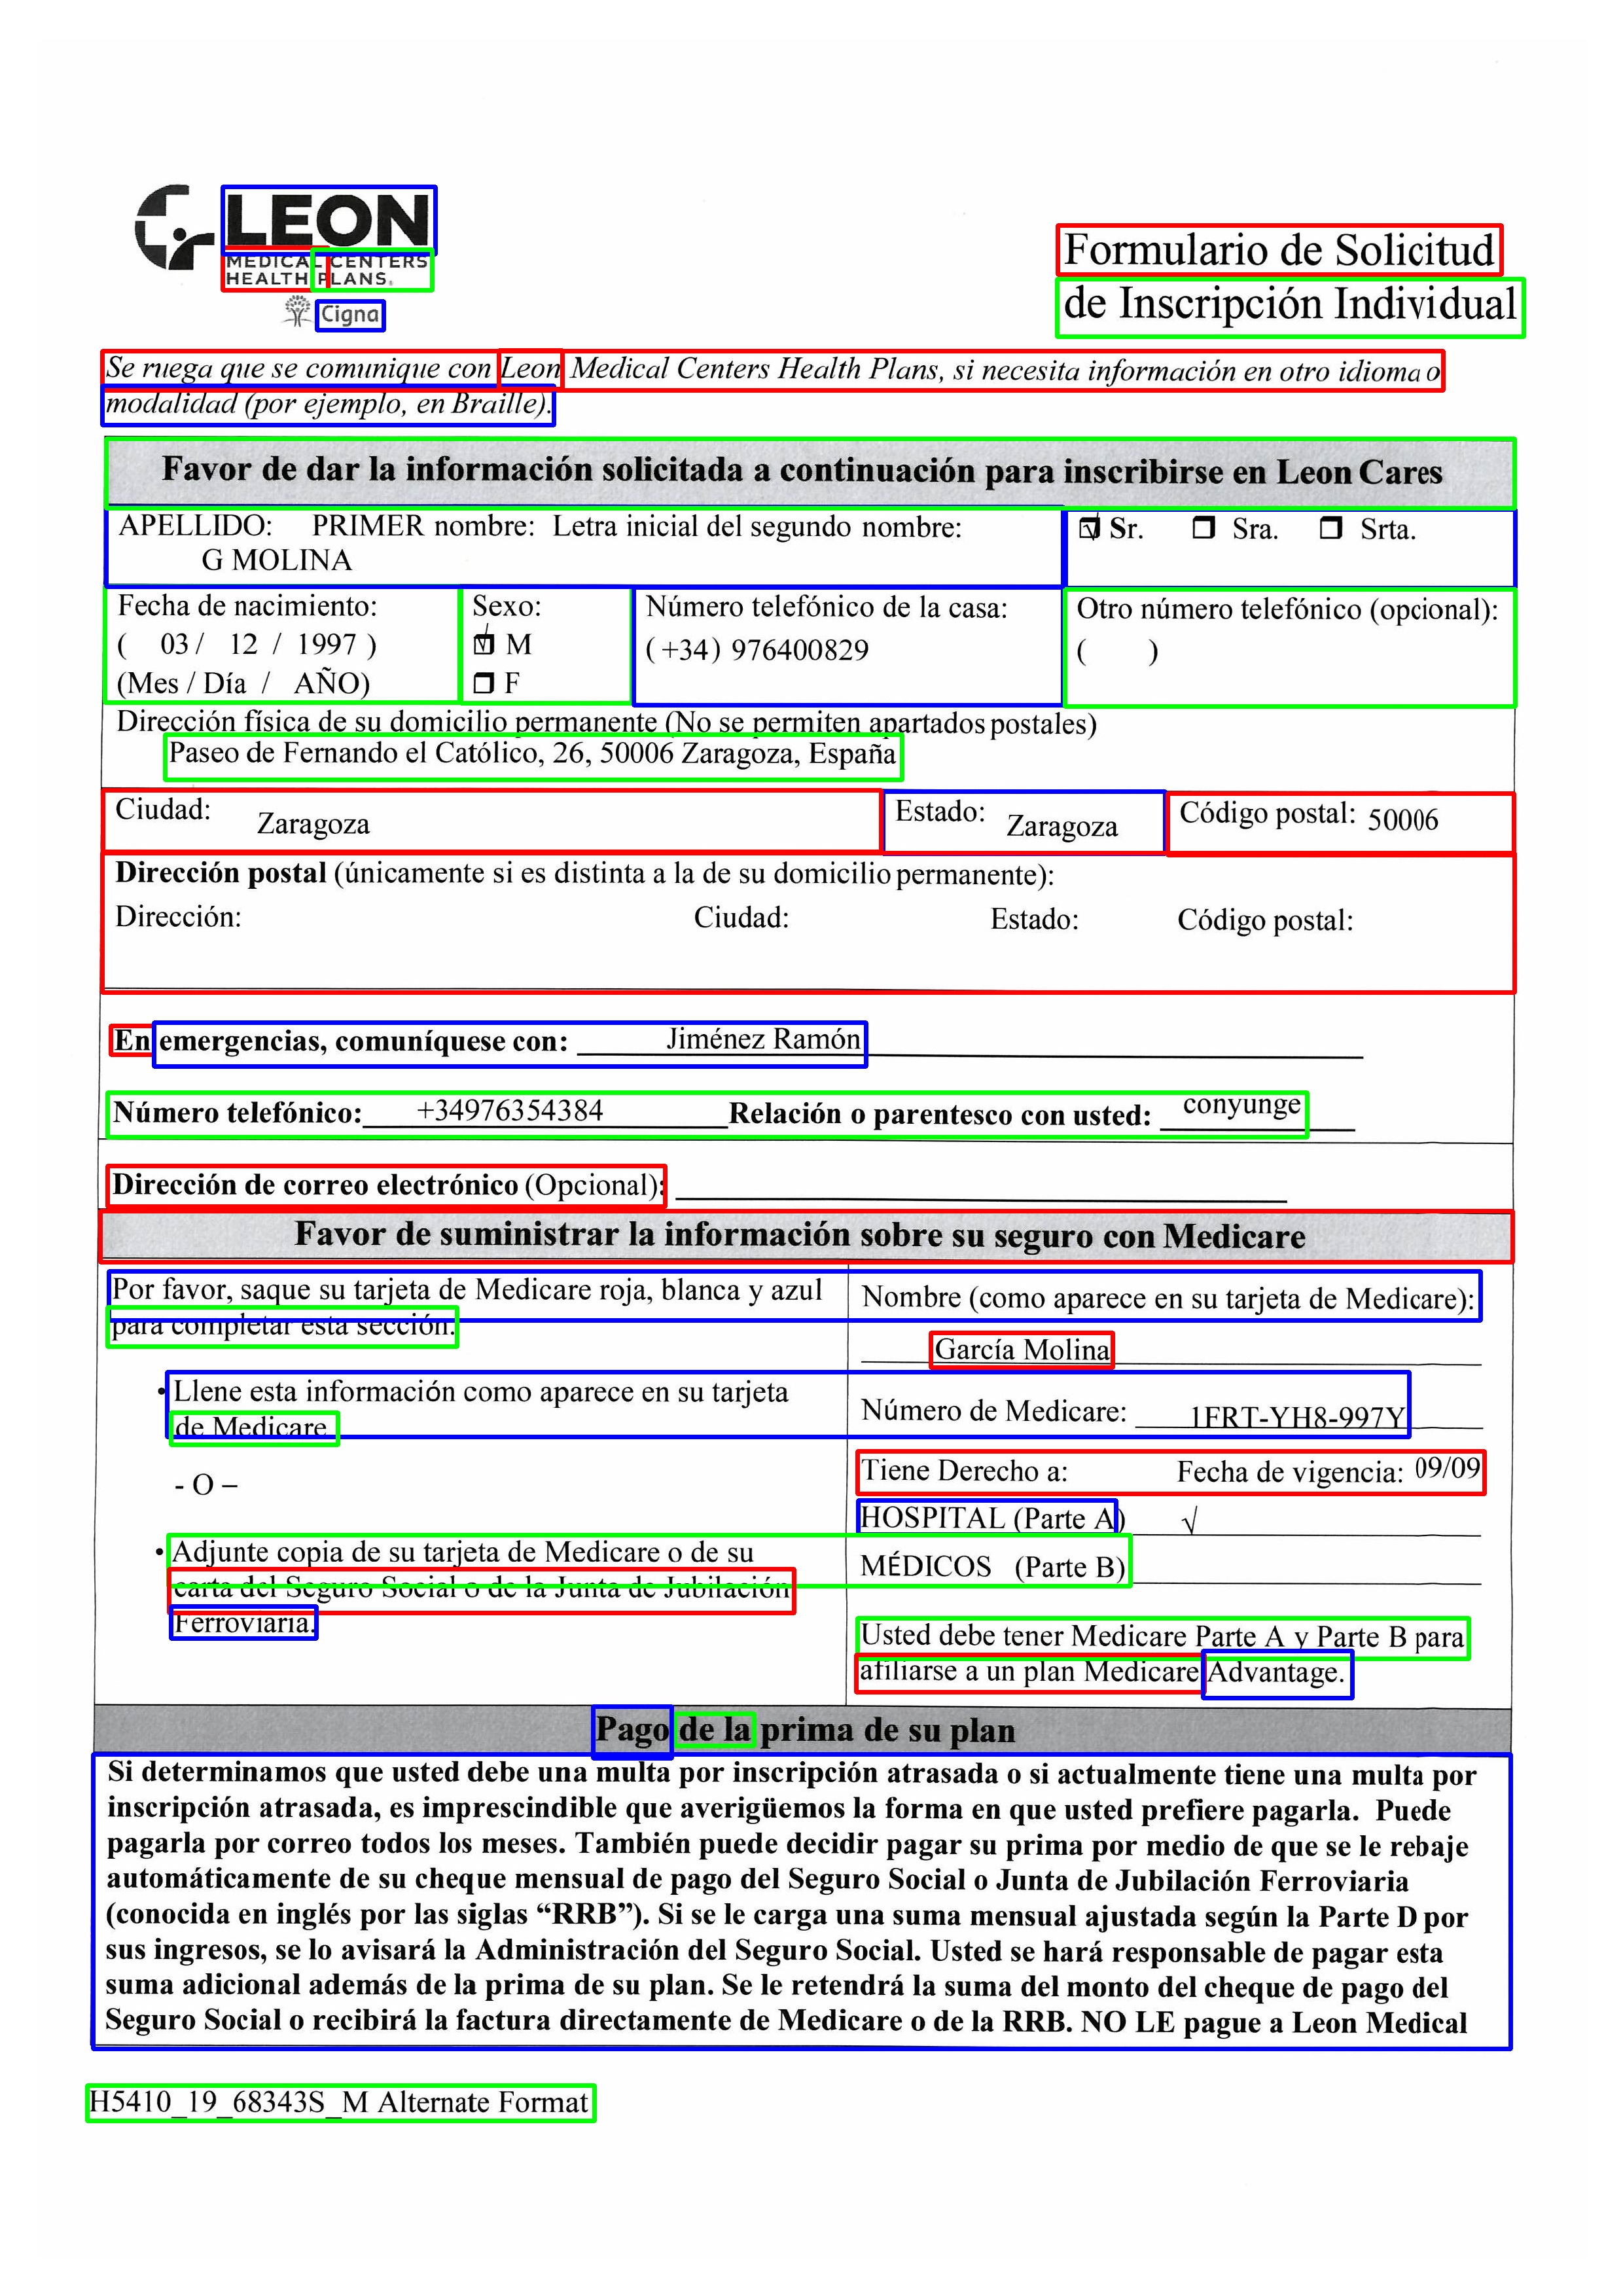 LEON
MEDICAL CENTERS
HEALTH PLANS.
Cigna
Formulario de Solicitud
de Inscripción Individual
Se ruega que se comunique con Leon Medical Centers Health Plans, si necesita información en otro idioma o
modalidad (por ejemplo, en Braille).
Favor de dar la información solicitada a continuación para inscribirse en Leon Cares
APELLIDO: PRIMER nombre: Letra inicial del segundo nombre:
G MOLINA
☑ Sr. ☐ Sra. ☐ Srta.
Fecha de nacimiento:
( 03 / 12 / 1997 )
(Mes / Día / AÑO)
Sexo:
☑ M
☐ F
Número telefónico de la casa:
( +34) 976400829
Otro número telefónico (opcional):
( )
Dirección física de su domicilio permanente (No se permiten apartados postales)
Paseo de Fernando el Católico, 26, 50006 Zaragoza, España
Ciudad: Zaragoza
Estado: Zaragoza
Código postal: 50006
Dirección postal (únicamente si es distinta a la de su domicilio permanente):
Dirección: Ciudad: Estado: Código postal:
En emergencias, comuníquese con: Jiménez Ramón
Número telefónico: +34976354384 Relación o parentesco con usted: conyunge
Dirección de correo electrónico (Opcional):
Favor de suministrar la información sobre su seguro con Medicare
Por favor, saque su tarjeta de Medicare roja, blanca y azul
para completar esta sección.
• Llene esta información como aparece en su tarjeta
de Medicare
- O –
• Adjunte copia de su tarjeta de Medicare o de su
carta del Seguro Social o de la Junta de Jubilación
Ferroviaria.
Nombre (como aparece en su tarjeta de Medicare):
García Molina
Número de Medicare: 1FRT-YH8-997Y
Tiene Derecho a: Fecha de vigencia: 09/09
HOSPITAL (Parte A) √
MÉDICOS (Parte B)
Usted debe tener Medicare Parte A y Parte B para
afiliarse a un plan Medicare Advantage.
Pago de la prima de su plan
Si determinamos que usted debe una multa por inscripción atrasada o si actualmente tiene una multa por
inscripción atrasada, es imprescindible que averigüemos la forma en que usted prefiere pagarla. Puede
pagarla por correo todos los meses. También puede decidir pagar su prima por medio de que se le rebaje
automáticamente de su cheque mensual de pago del Seguro Social o Junta de Jubilación Ferroviaria
(conocida en inglés por las siglas “RRB”). Si se le carga una suma mensual ajustada según la Parte D por
sus ingresos, se lo avisará la Administración del Seguro Social. Usted se hará responsable de pagar esta
suma adicional además de la prima de su plan. Se le retendrá la suma del monto del cheque de pago del
Seguro Social o recibirá la factura directamente de Medicare o de la RRB. NO LE pague a Leon Medical
H5410_19_68343S_M Alternate Format